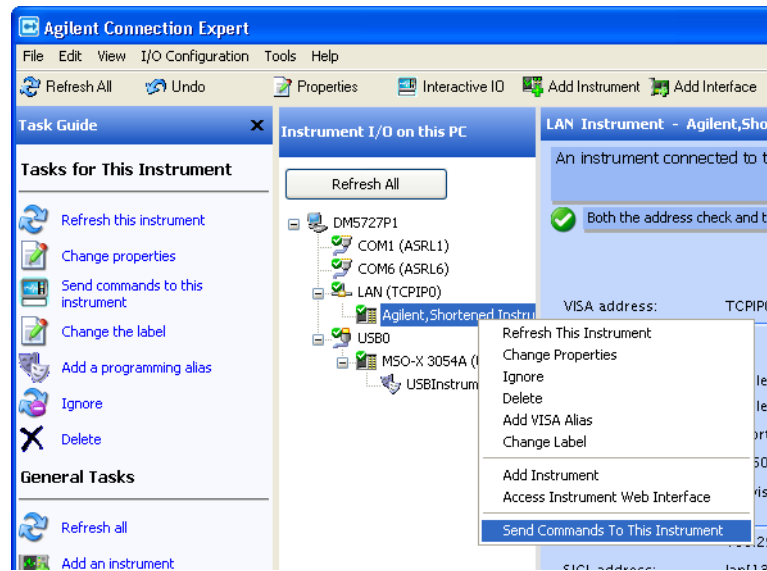 Agilent Connection Expert
File Edit View I/O Configuration Tools Help
Refresh All Undo Properties Interactive IO Add Instrument Add Interface
Task Guide
Tasks for This Instrument
Refresh this instrument
Change properties
Send commands to this
instrument
Change the label
Add a programming alias
Ignore
Delete
General Tasks
Refresh all
Add an instrument
Instrument I/O on this PC
Refresh All
DM5727P1
COM1 (ASRL1)
COM6 (ASRL6)
LAN (TCPIP0)
Agilent,Shortened Instru
USB0
MSO-X 3054A (
USBInstrum
LAN Instrument - Agilent,Sho
An instrument connected to t
Both the address check and t
VISA address: TCPIP
Refresh This Instrument
Change Properties
Ignore
Delete
Add VISA Alias
Change Label
Add Instrument
Access Instrument Web Interface
Send Commands To This Instrument